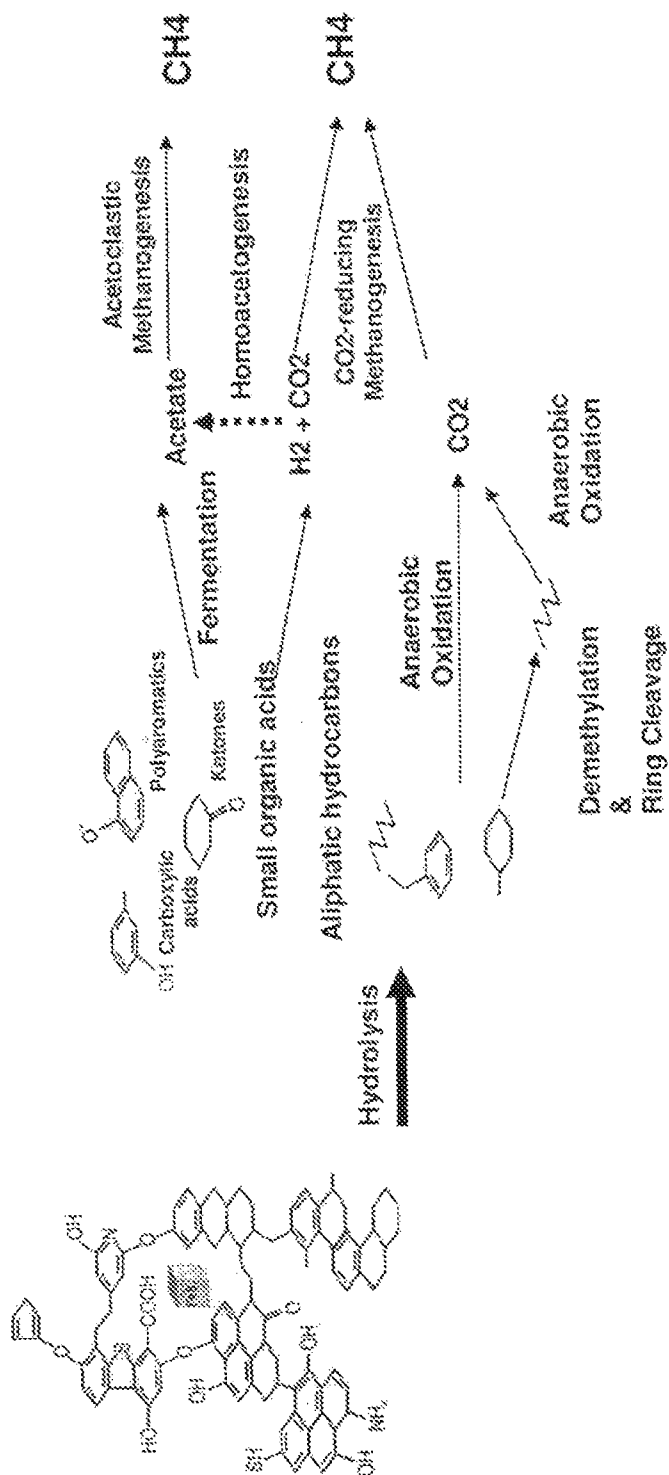 OH
N
O
COOH
HO
O
OH
O
OH
SH
OH
NH2
Hydrolysis
OH
Carboxylic
acids
O
Polyaromatics
O
Ketones
Small organic acids
Aliphatic hydrocarbons
Fermentation
Anaerobic
Oxidation
Demethylation
&
Ring Cleavage
Anaerobic
Oxidation
Acetate
H2 + CO2
CO2
Acetoclastic
Methanogenesis
Homoacetogenesis
CO2-reducing
Methanogenesis
CH4
CH4